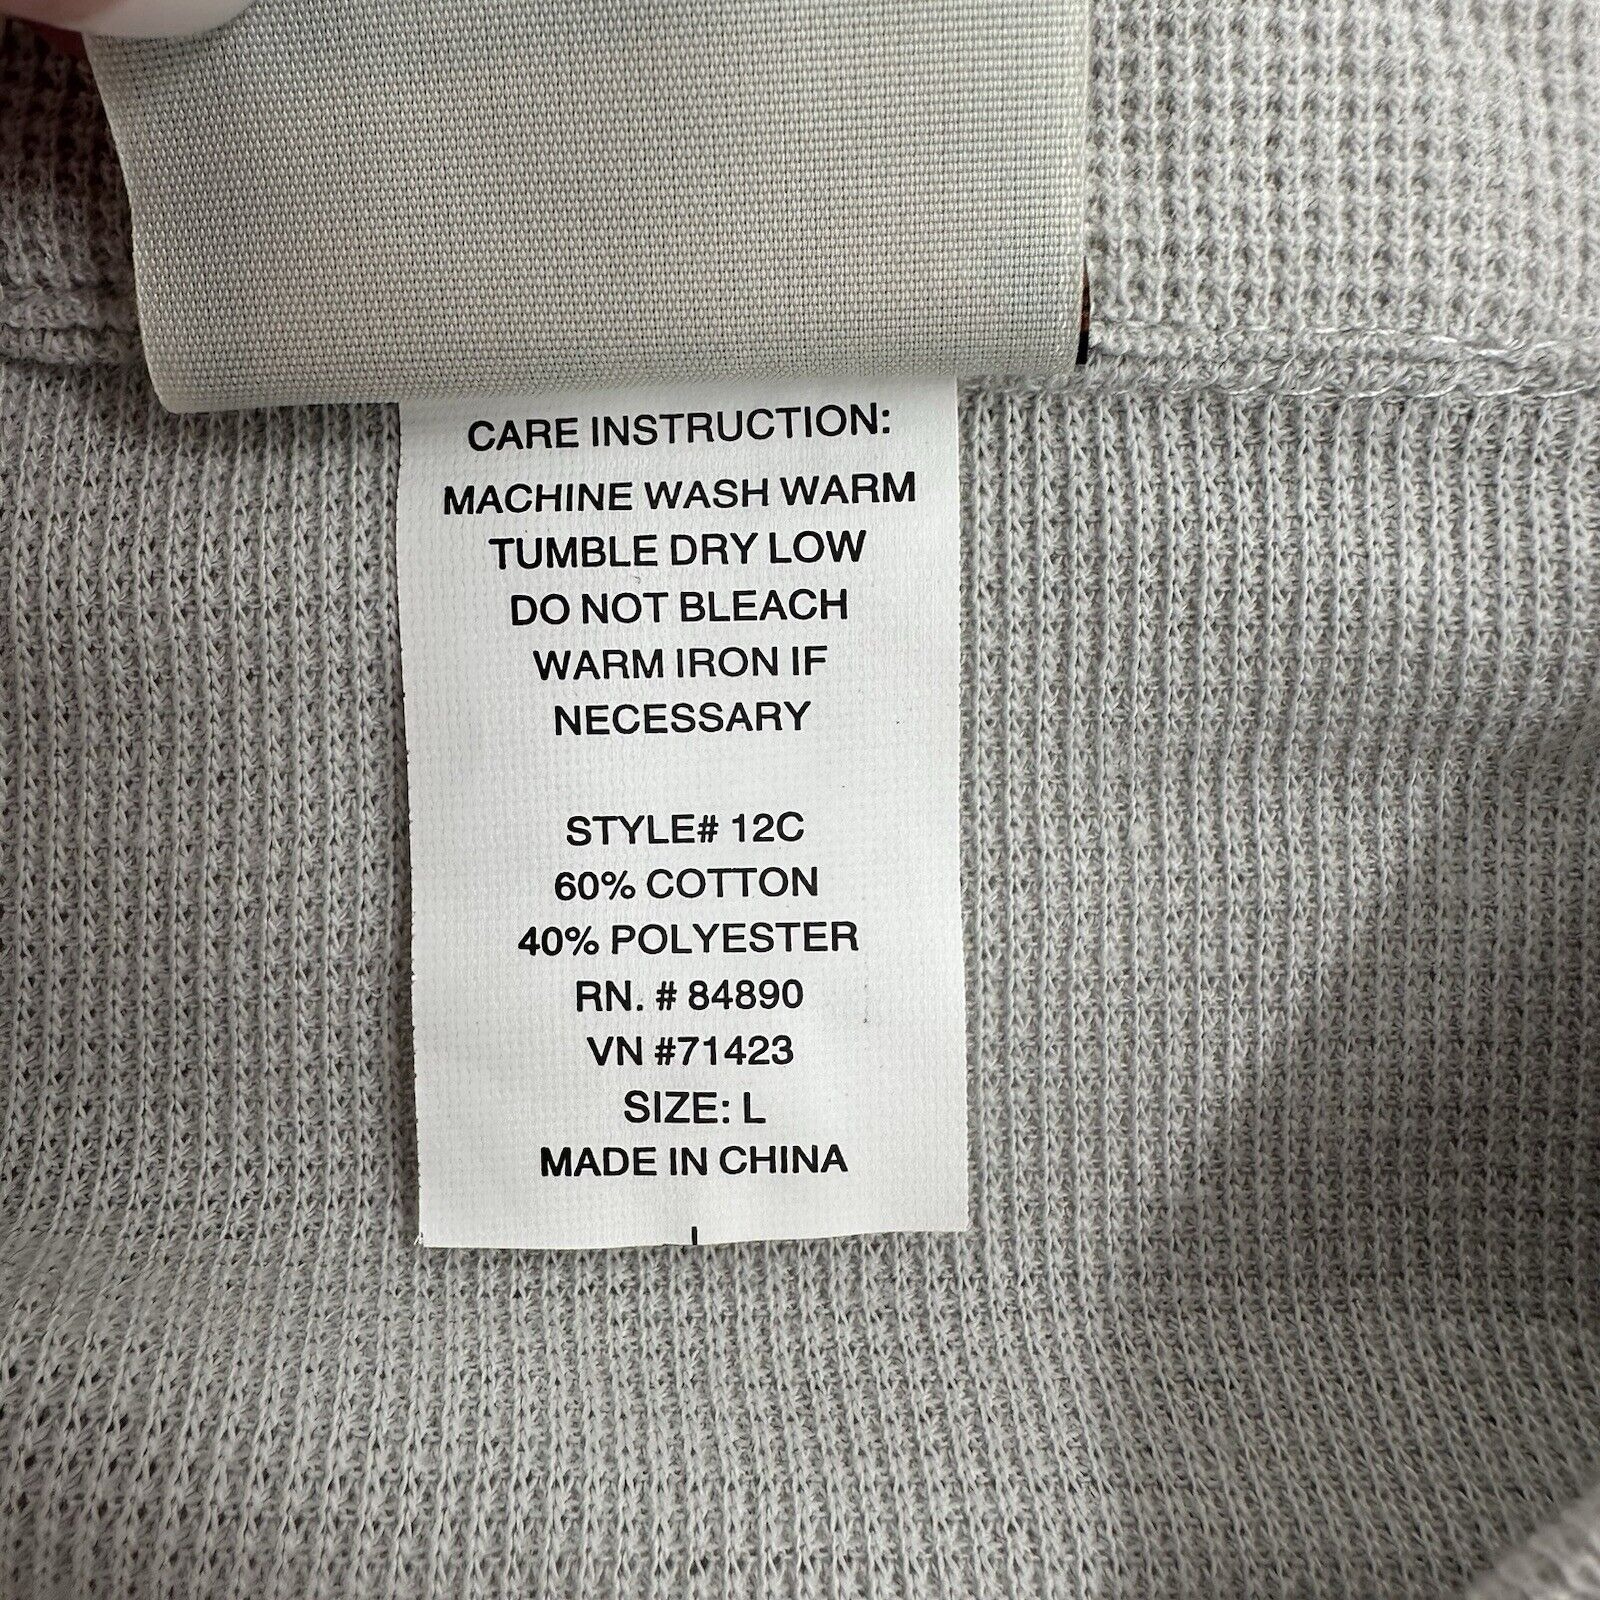 CARE INSTRUCTION:
MACHINE WASH WARM
TUMBLE DRY LOW
DO NOT BLEACH
WARM IRON IF
NECESSARY
STYLE# 12C
60% COTTON
40% POLYESTER
RN. # 84890
VN #71423
SIZE: L
MADE IN CHINA